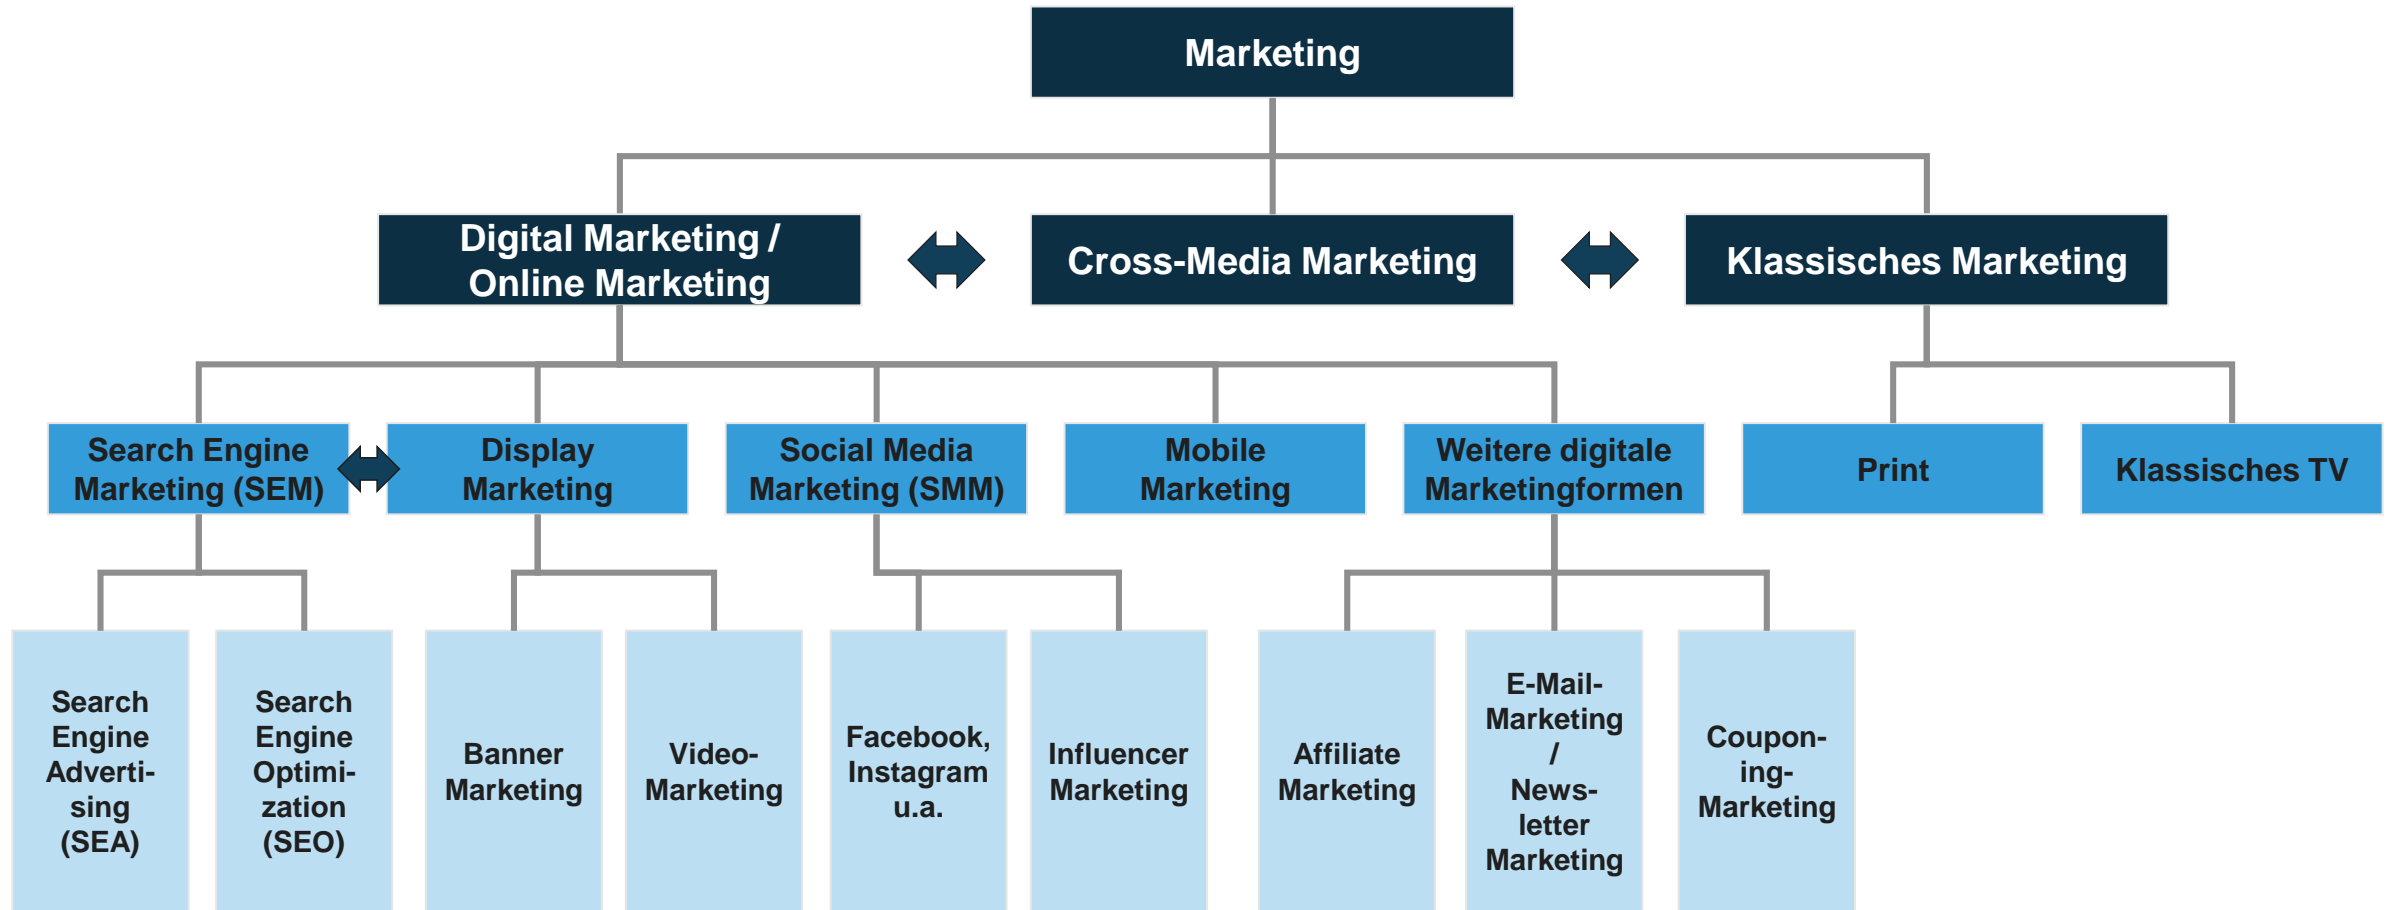 Marketing
Digital Marketing /
Online Marketing
Cross-Media Marketing
Klassisches Marketing
Search Engine
Marketing (SEM)
Display
Marketing
Social Media
Marketing (SMM)
Mobile
Marketing
Weitere digitale
Marketingformen
Print
Klassisches TV
Search
Engine
Adverti-
sing
(SEA)
Search
Engine
Optimi-
zation
(SEO)
Banner
Marketing
Video-
Marketing
Facebook,
Instagram
u.a.
Influencer
Marketing
Affiliate
Marketing
E-Mail-
Marketing
/
News-
letter
Marketing
Coupon-
ing-
Marketing